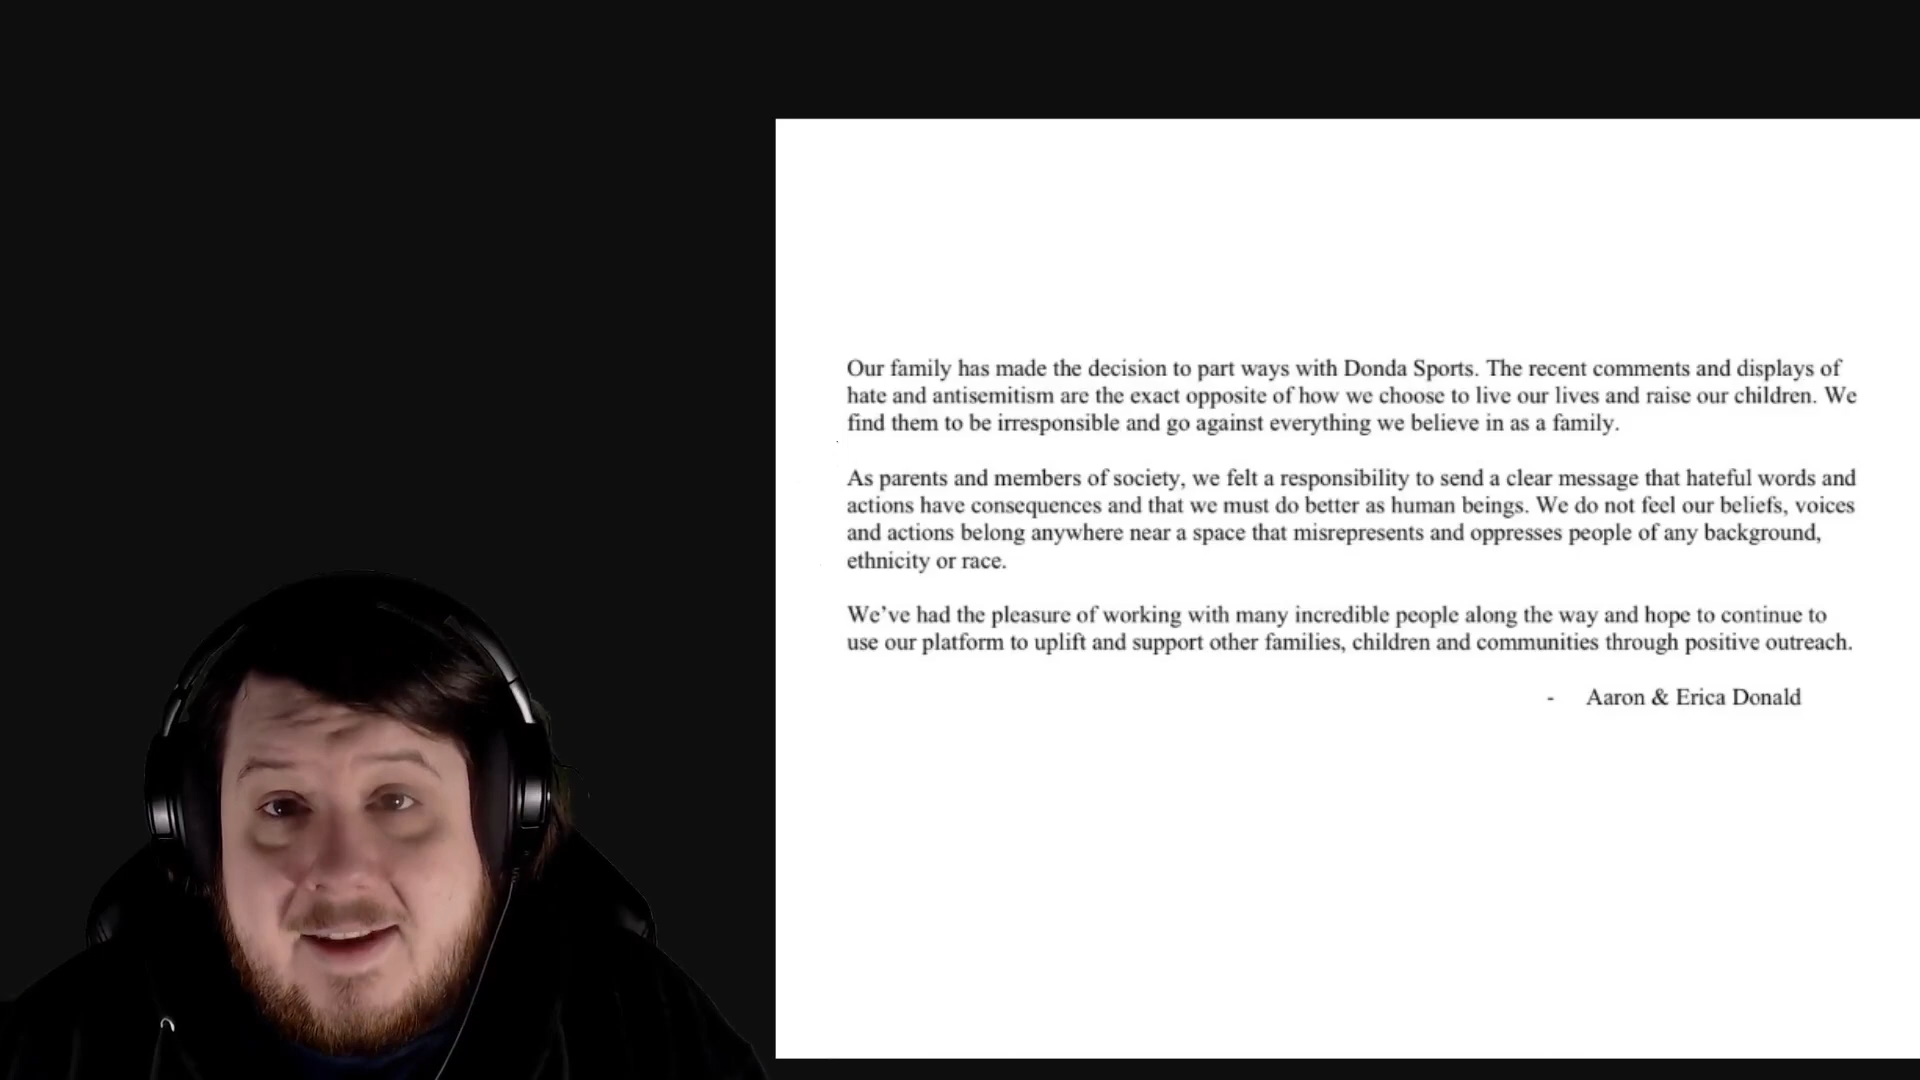 Our family has made the decision to part ways with Donda Sports. The recent comments and displays of
hate and antisemitism are the exact opposite of how we choose to live our lives and raise our children. We
find them to be irresponsible and go against everything we believe in as a family.
As parents and members of society, we felt a responsibility to send a clear message that hateful words and
actions have consequences and that we must do better as human beings. We do not feel our beliefs, voices
and actions belong anywhere near a space that misrepresents and oppresses people of any background,
ethnicity or race.
We’ve had the pleasure of working with many incredible people along the way and hope to continue to
use our platform to uplift and support other families, children and communities through positive outreach.
- Aaron & Erica Donald